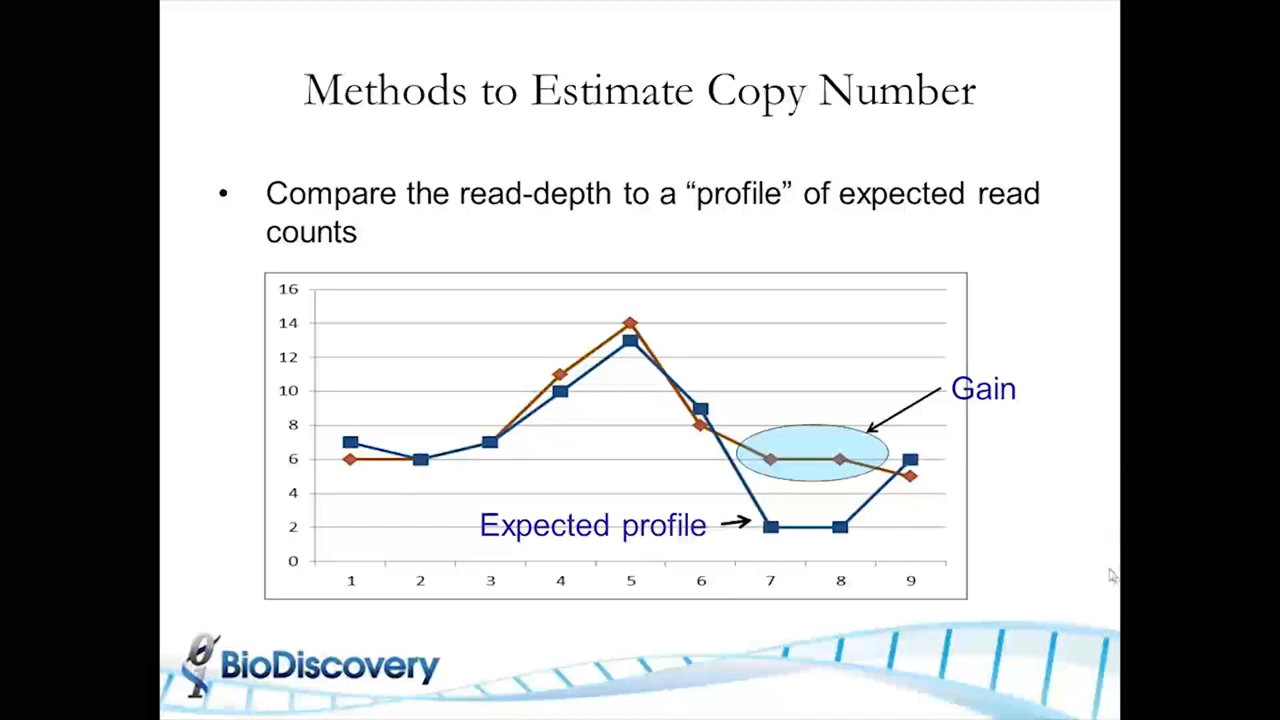 Methods to Estimate Copy Number
• Compare the read-depth to a “profile” of expected read
counts
16
14
12
10
8
6
4
2
0
Gain
Expected profile
1 2 3 4 5 6 7 8 9
BioDiscovery